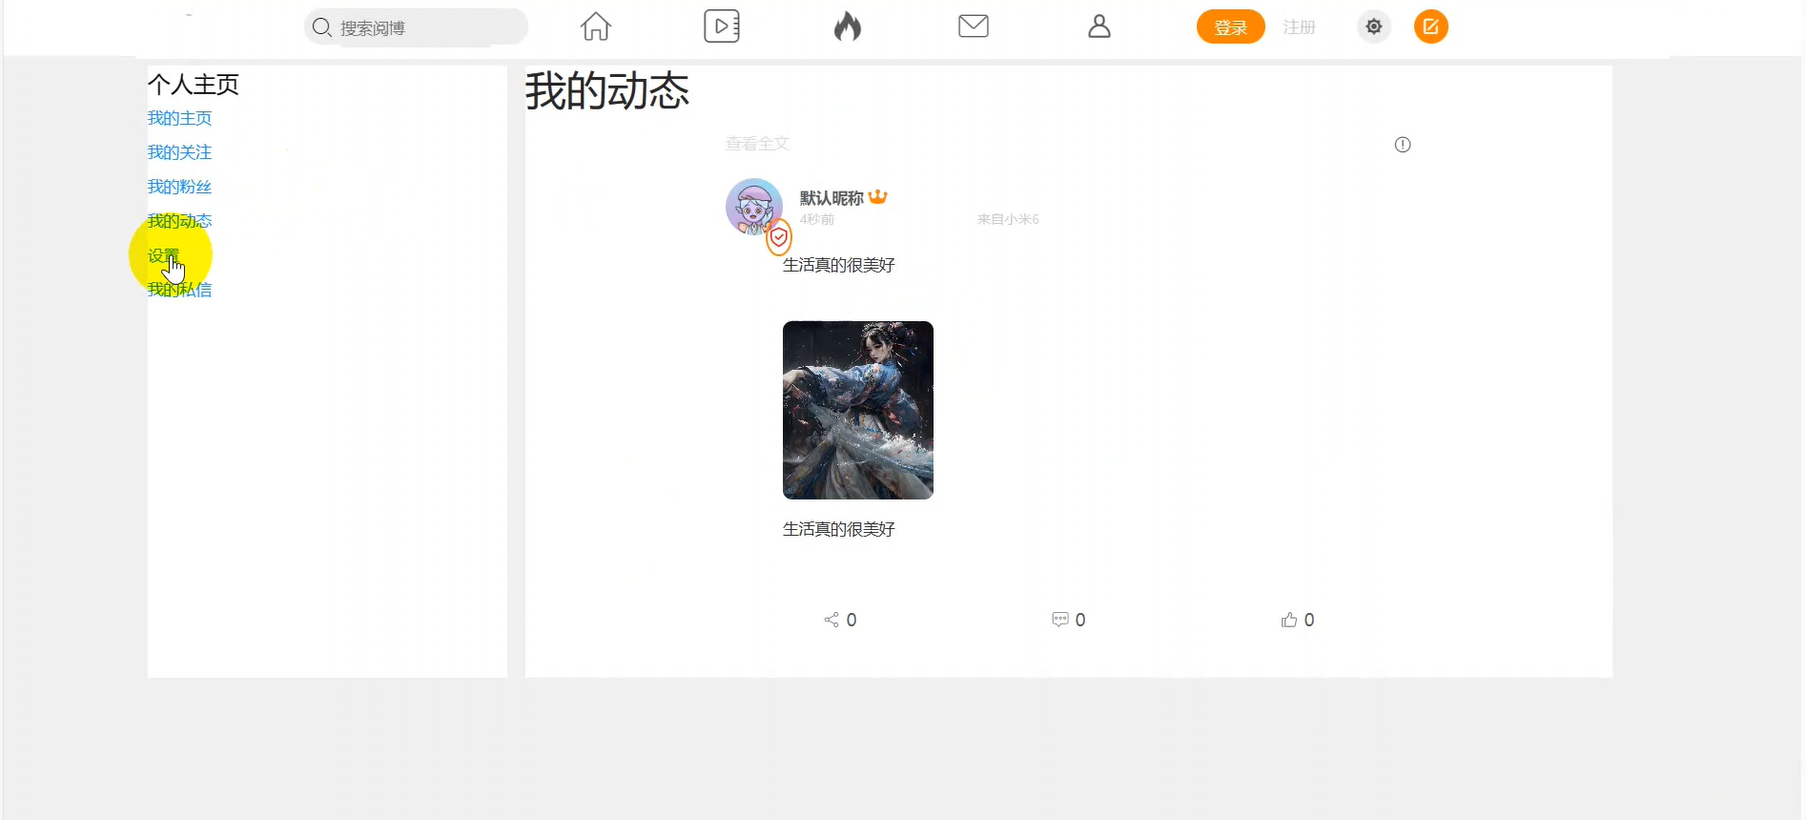 搜索阅博
登录
注册
个人主页
我的主页
我的关注
我的粉丝
我的动态
设置
我的私信
我的动态
查看全文
默认昵称
4秒前
来自小米6
生活真的很美好
生活真的很美好
0
0
0